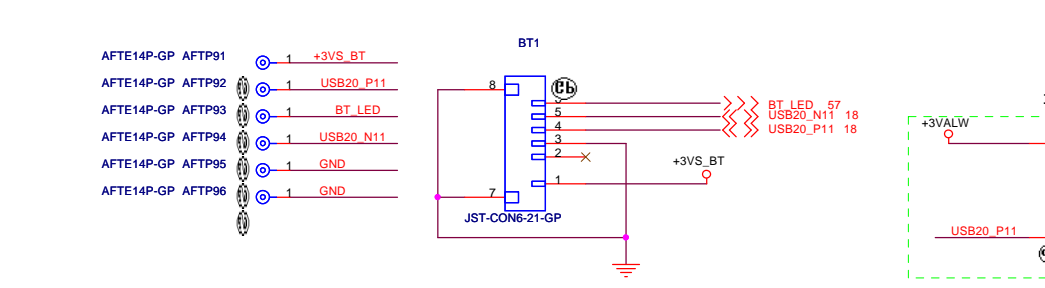 BT1
AFTE14P-GP AFTP91 1 +3VS_BT
AFTE14P-GP AFTP92 1 USB20_P11
AFTE14P-GP AFTP93 1 BT_LED
AFTE14P-GP AFTP94 1 USB20_N11
AFTE14P-GP AFTP95 1 GND
AFTE14P-GP AFTP96 1 GND
8
7
5
4
3
2
1
JST-CON6-21-GP
BT_LED 57
USB20_N11 18
USB20_P11 18
+3VS_BT
+3VALW
USB20_P11